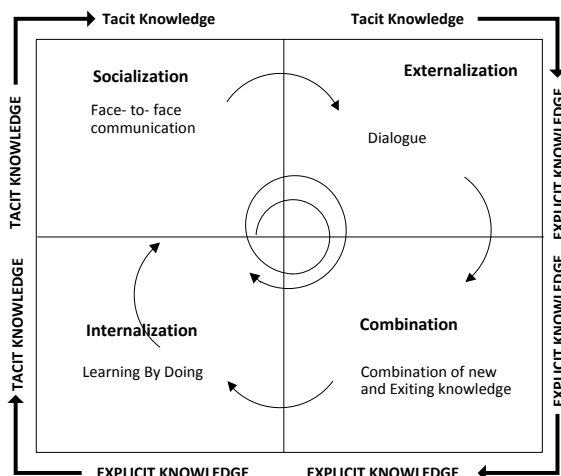 Tacit Knowledge
Tacit Knowledge
Socialization
Externalization
Face- to- face
communication
Dialogue
TACIT KNOWLEDGE
EXPLICIT KNOWLEDGE
Internalization
Combination
Learning By Doing
Combination of new
and Exiting knowledge
TACIT KNOWLEDGE
EXPLICIT KNOWLEDGE
EXPLICIT KNOWLEDGE
EXPLICIT KNOWLEDGE